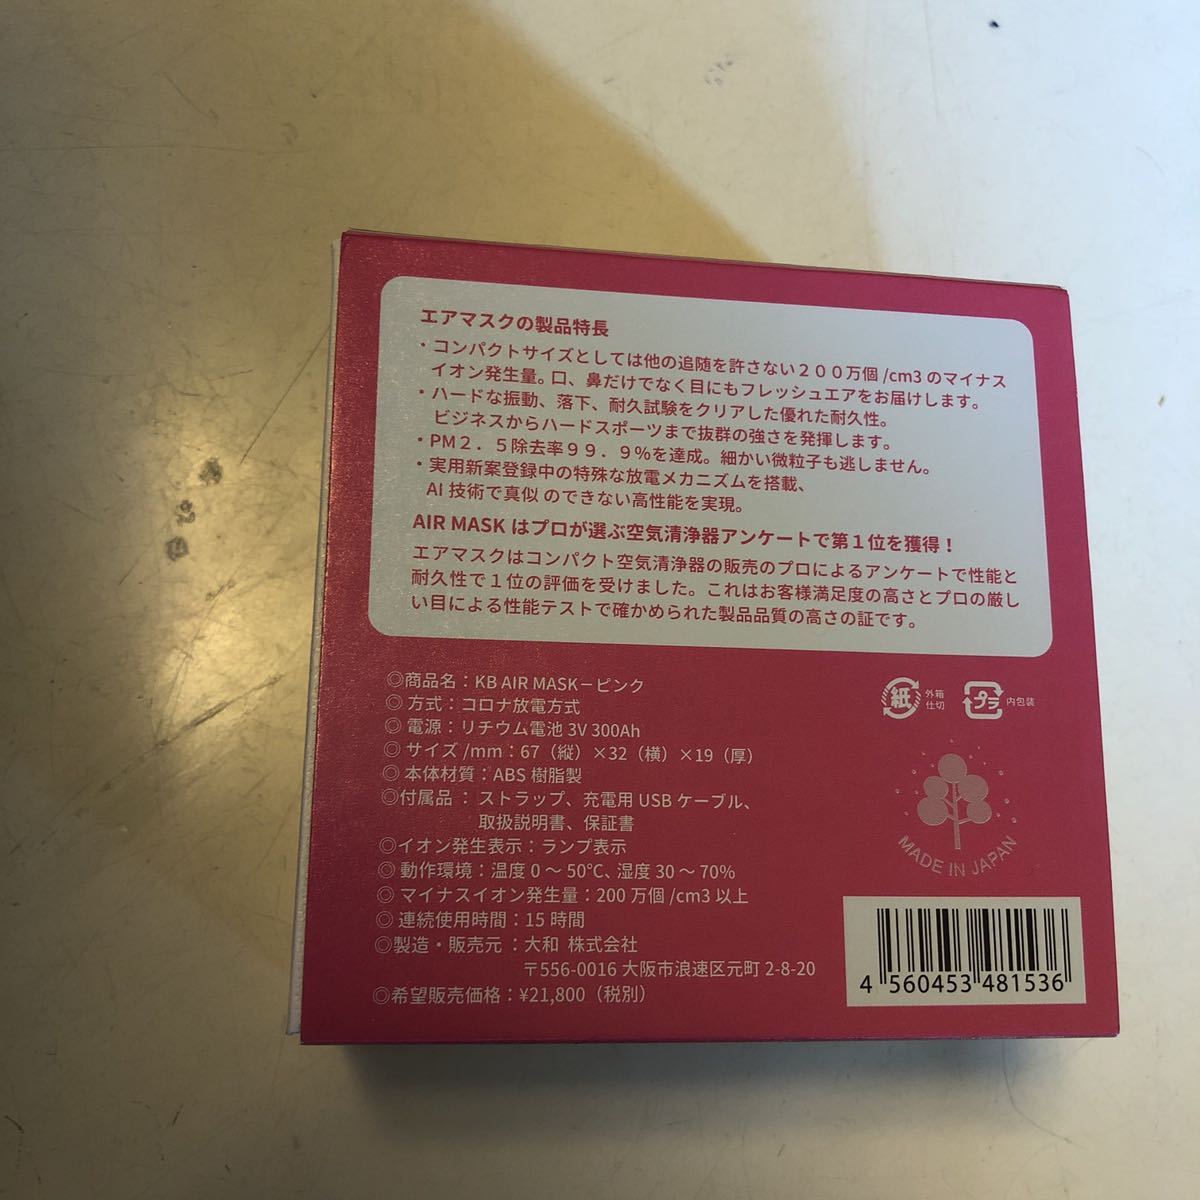 エアマスクの製品特長
・コンパクトサイズとしては他の追随を許さない200万個/cm3のマイナス
イオン発生量。口、鼻だけでなく目にもフレッシュエアをお届けします。
・ハードな振動、落下、耐久試験をクリアした優れた耐久性。
ビジネスからハードスポーツまで抜群の強さを発揮します。
・PM2.5除去率99.9%を達成。細かい微粒子も逃しません。
・実用新案登録中の特殊な放電メカニズムを搭載、
AI技術で真似のできない高性能を実現。
AIR MASK はプロが選ぶ空気清浄器アンケートで第1位を獲得！
エアマスクはコンパクト空気清浄器の販売のプロによるアンケートで性能と
耐久性で1位の評価を受けました。これはお客様満足度の高さとプロの厳し
い目による性能テストで確かめられた製品品質の高さの証です。
◎商品名：KB AIR MASK－ピンク
◎方式：コロナ放電方式
◎電源：リチウム電池 3V 300Ah
◎サイズ/mm：67（縦）×32（横）×19（厚）
◎本体材質：ABS 樹脂製
◎付属品：ストラップ、充電用 USB ケーブル、
取扱説明書、保証書
◎イオン発生表示：ランプ表示
◎動作環境：温度 0 ～ 50℃、湿度 30 ～ 70%
◎マイナスイオン発生量：200 万個 /cm3 以上
◎連続使用時間：15 時間
◎製造・販売元：大和 株式会社
〒556-0016 大阪市浪速区元町 2-8-20
◎希望販売価格：¥21,800（税別）
紙
外箱
仕切
プラ
内包装
MADE IN JAPAN
4 560453 481536